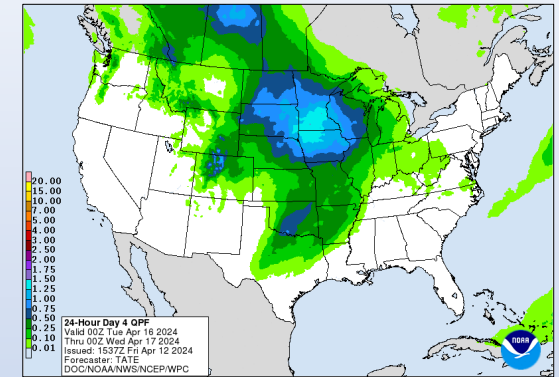 20.00
15.00
10.00
7.00
5.00
4.00
3.00
2.50
2.00
1.75
1.50
1.25
1.00
0.75
0.50
0.25
0.10
0.01
24-Hour Day 4 QPF
Valid 00Z Tue Apr 16 2024
Thru 00Z Wed Apr 17 2024
Issued: 1537Z Fri Apr 12 2024
Forecaster: TATE
DOC/NOAA/NWS/NCEP/WPC
NOAA